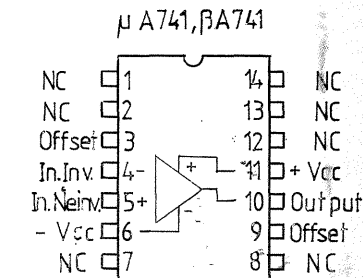 μA741, βA741
NC 1 14 NC
NC 2 13 NC
Offset 3 12 NC
In.Inv. 4 - + 11 + Vcc
In.Neinv. 5 + - 10 Output
- Vcc 6 9 Offset
NC 7 8 NC